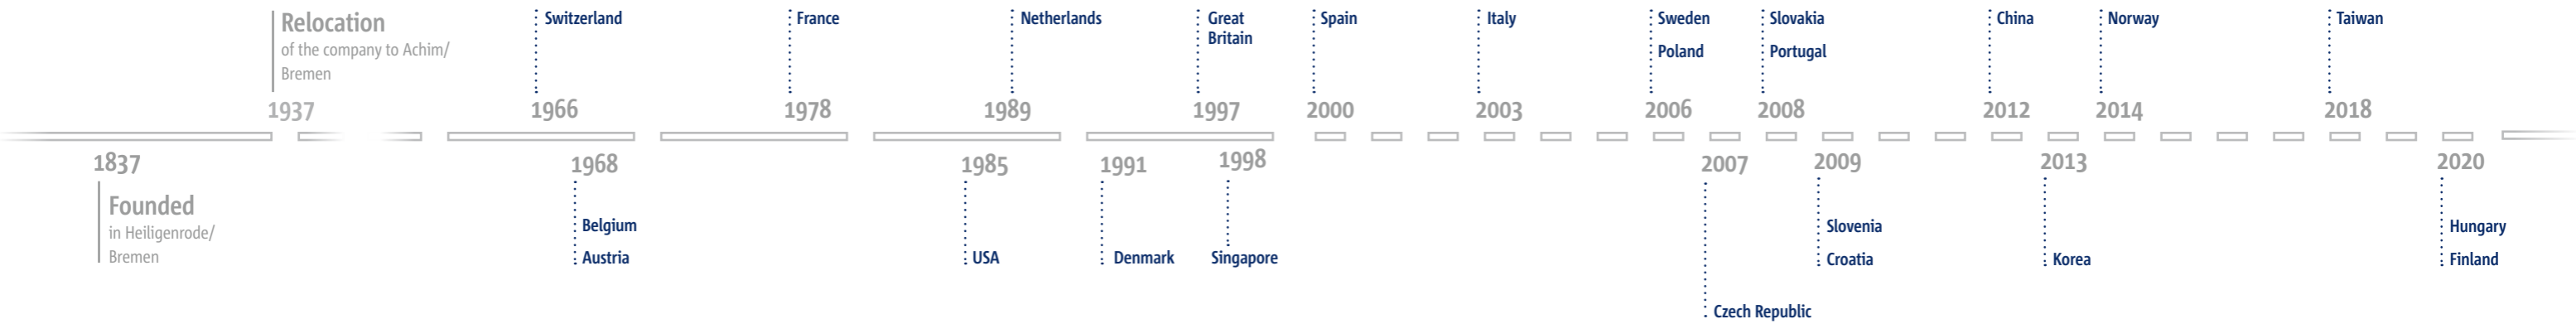 Relocation
of the company to Achim/
Bremen
1937
Switzerland
1966
France
1978
Netherlands
1989
Great
Britain
1997
Spain
2000
Italy
2003
Sweden
Poland
2006
Slovakia
Portugal
2008
China
2012
Norway
2014
Taiwan
2018
1837
Founded
in Heiligenrode/
Bremen
1968
Belgium
Austria
1985
USA
1991
Denmark
1998
Singapore
2007
Czech Republic
2009
Slovenia
Croatia
2013
Korea
2020
Hungary
Finland